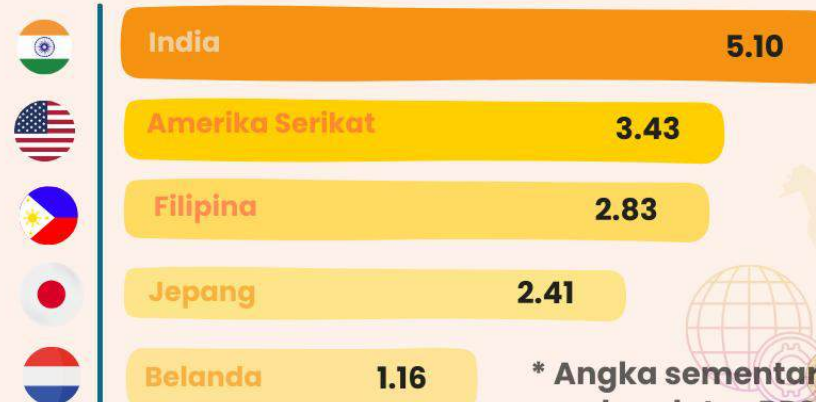 India 5.10
Amerika Serikat 3.43
Filipina 2.83
Jepang 2.41
Belanda 1.16
* Angka sementar